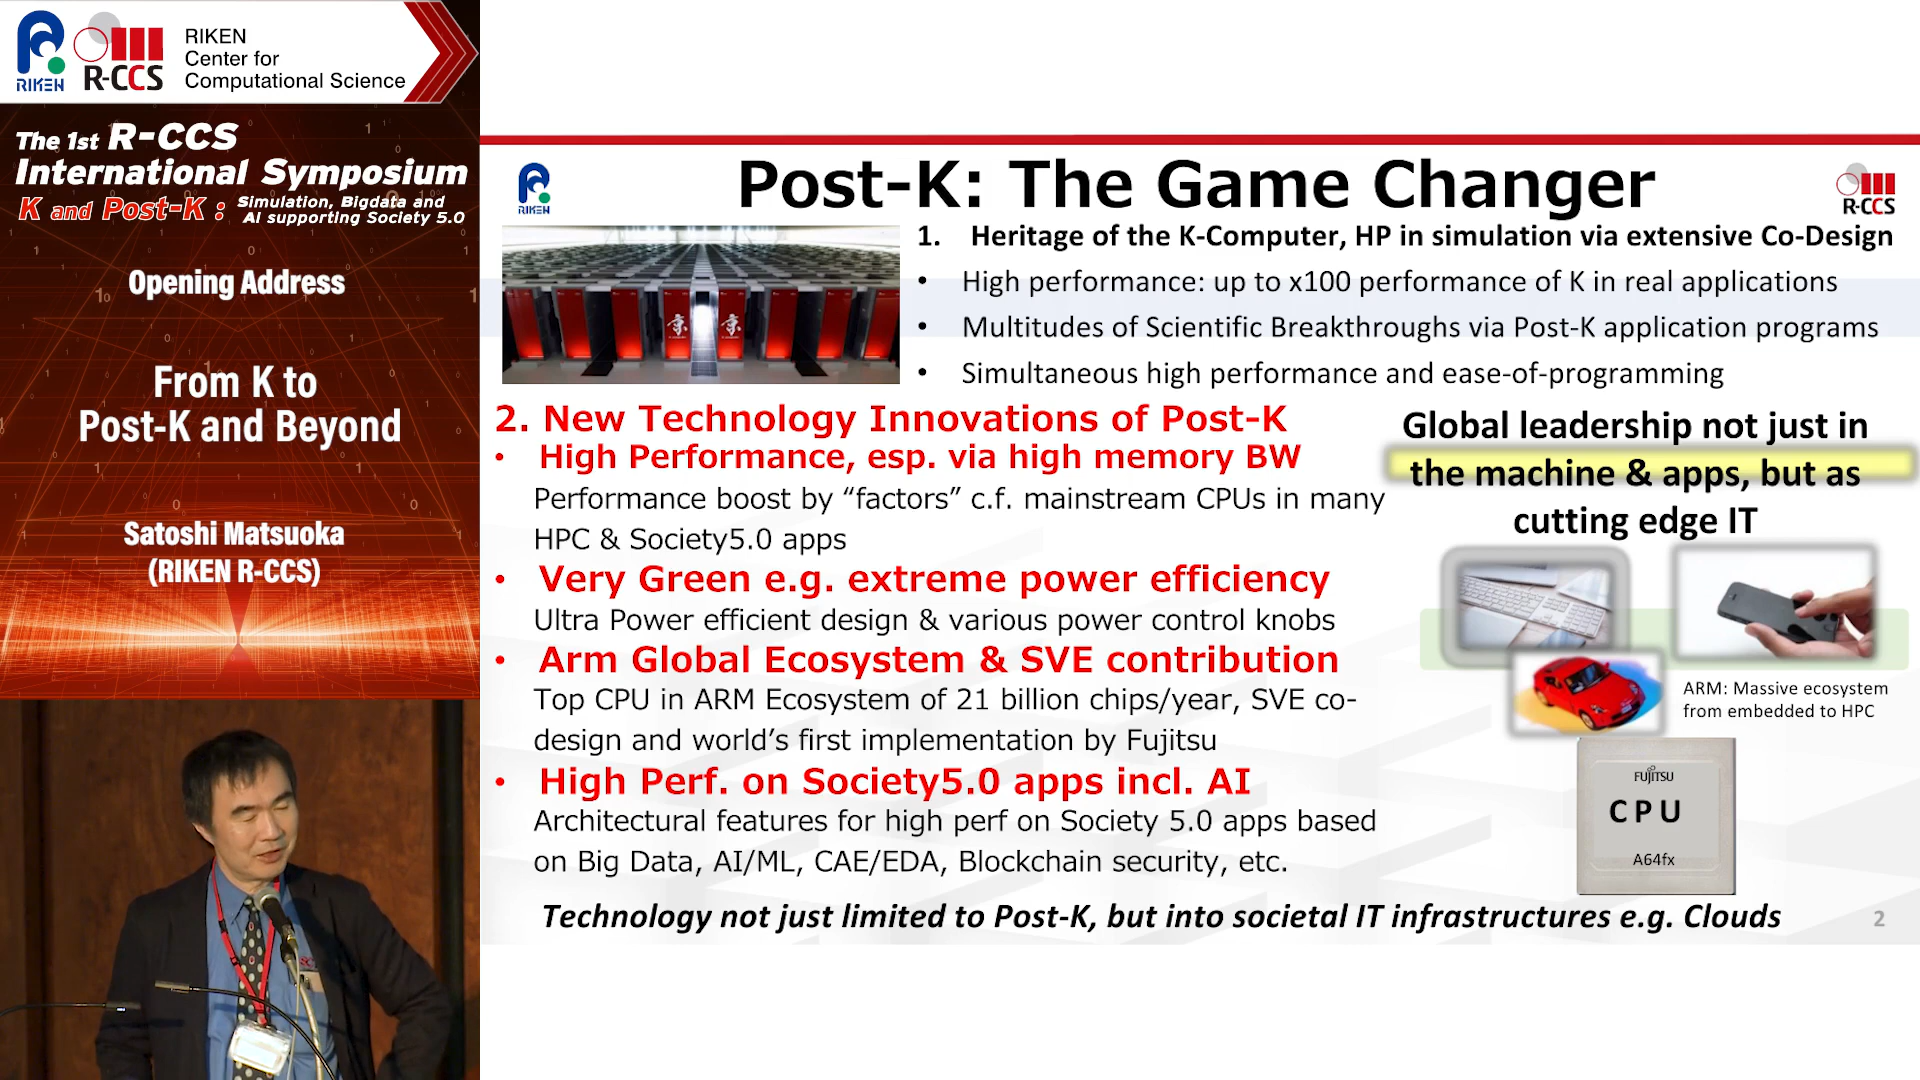 RIKEN
R-CCS
RIKEN
Center for
Computational Science
The 1st R-CCS
International Symposium
K and Post-K :
Simulation, Bigdata and
AI supporting Society 5.0
Opening Address
From K to
Post-K and Beyond
Satoshi Matsuoka
(RIKEN R-CCS)
RIKEN
Post-K: The Game Changer
R-CCS
京
京
1. Heritage of the K-Computer, HP in simulation via extensive Co-Design
• High performance: up to x100 performance of K in real applications
• Multitudes of Scientific Breakthroughs via Post-K application programs
• Simultaneous high performance and ease-of-programming
2. New Technology Innovations of Post-K
• High Performance, esp. via high memory BW
Performance boost by “factors” c.f. mainstream CPUs in many
HPC & Society5.0 apps
• Very Green e.g. extreme power efficiency
Ultra Power efficient design & various power control knobs
• Arm Global Ecosystem & SVE contribution
Top CPU in ARM Ecosystem of 21 billion chips/year, SVE co-
design and world’s first implementation by Fujitsu
• High Perf. on Society5.0 apps incl. AI
Architectural features for high perf on Society 5.0 apps based
on Big Data, AI/ML, CAE/EDA, Blockchain security, etc.
Global leadership not just in
the machine & apps, but as
cutting edge IT
ARM: Massive ecosystem
from embedded to HPC
FUJITSU
CPU
A64fx
Technology not just limited to Post-K, but into societal IT infrastructures e.g. Clouds
2